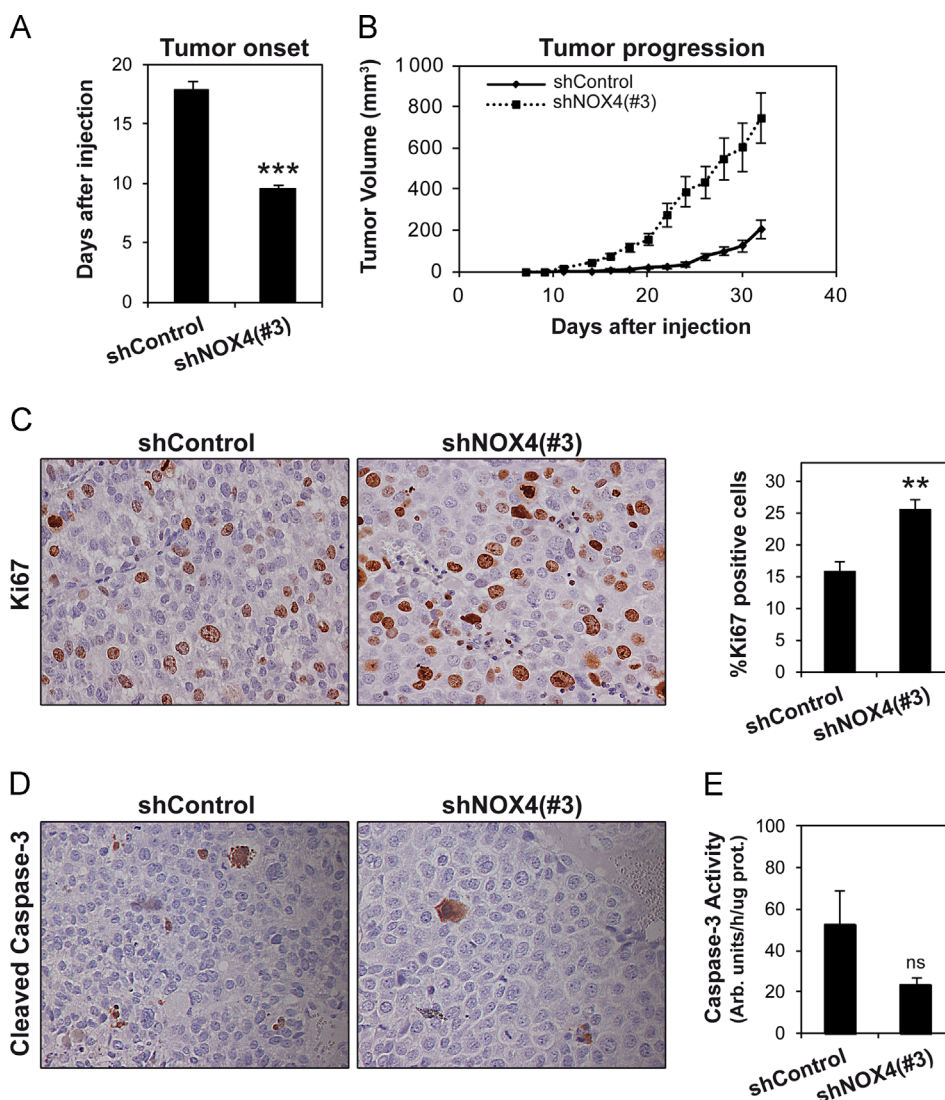 A
Tumor onset
Days after injection
20
15
10
5
0
***
shControl
shNOX4(#3)
B
Tumor progression
Tumor Volume (mm³)
1 000
800
600
400
200
0
shControl
shNOX4(#3)
0
10
20
30
40
Days after injection
C
shControl
shNOX4(#3)
Ki67
%Ki67 positive cells
30
25
20
15
10
5
0
**
shControl
shNOX4(#3)
D
shControl
shNOX4(#3)
Cleaved Caspase-3
E
Caspase-3 Activity
(Arb. units/h/ug prot.)
100
80
60
40
20
0
ns
shControl
shNOX4(#3)